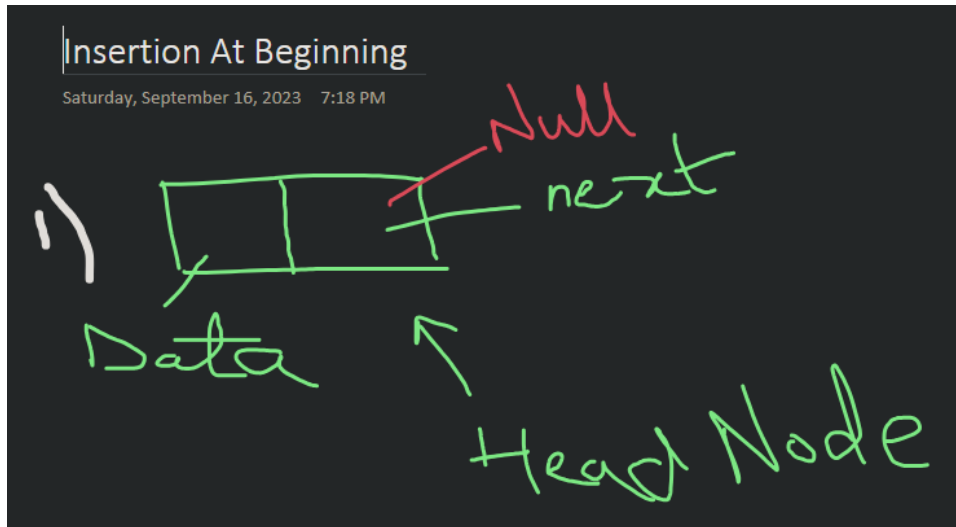 Insertion At Beginning
Saturday, September 16, 2023 7:18 PM
Null
next
1)
Data
Head Node